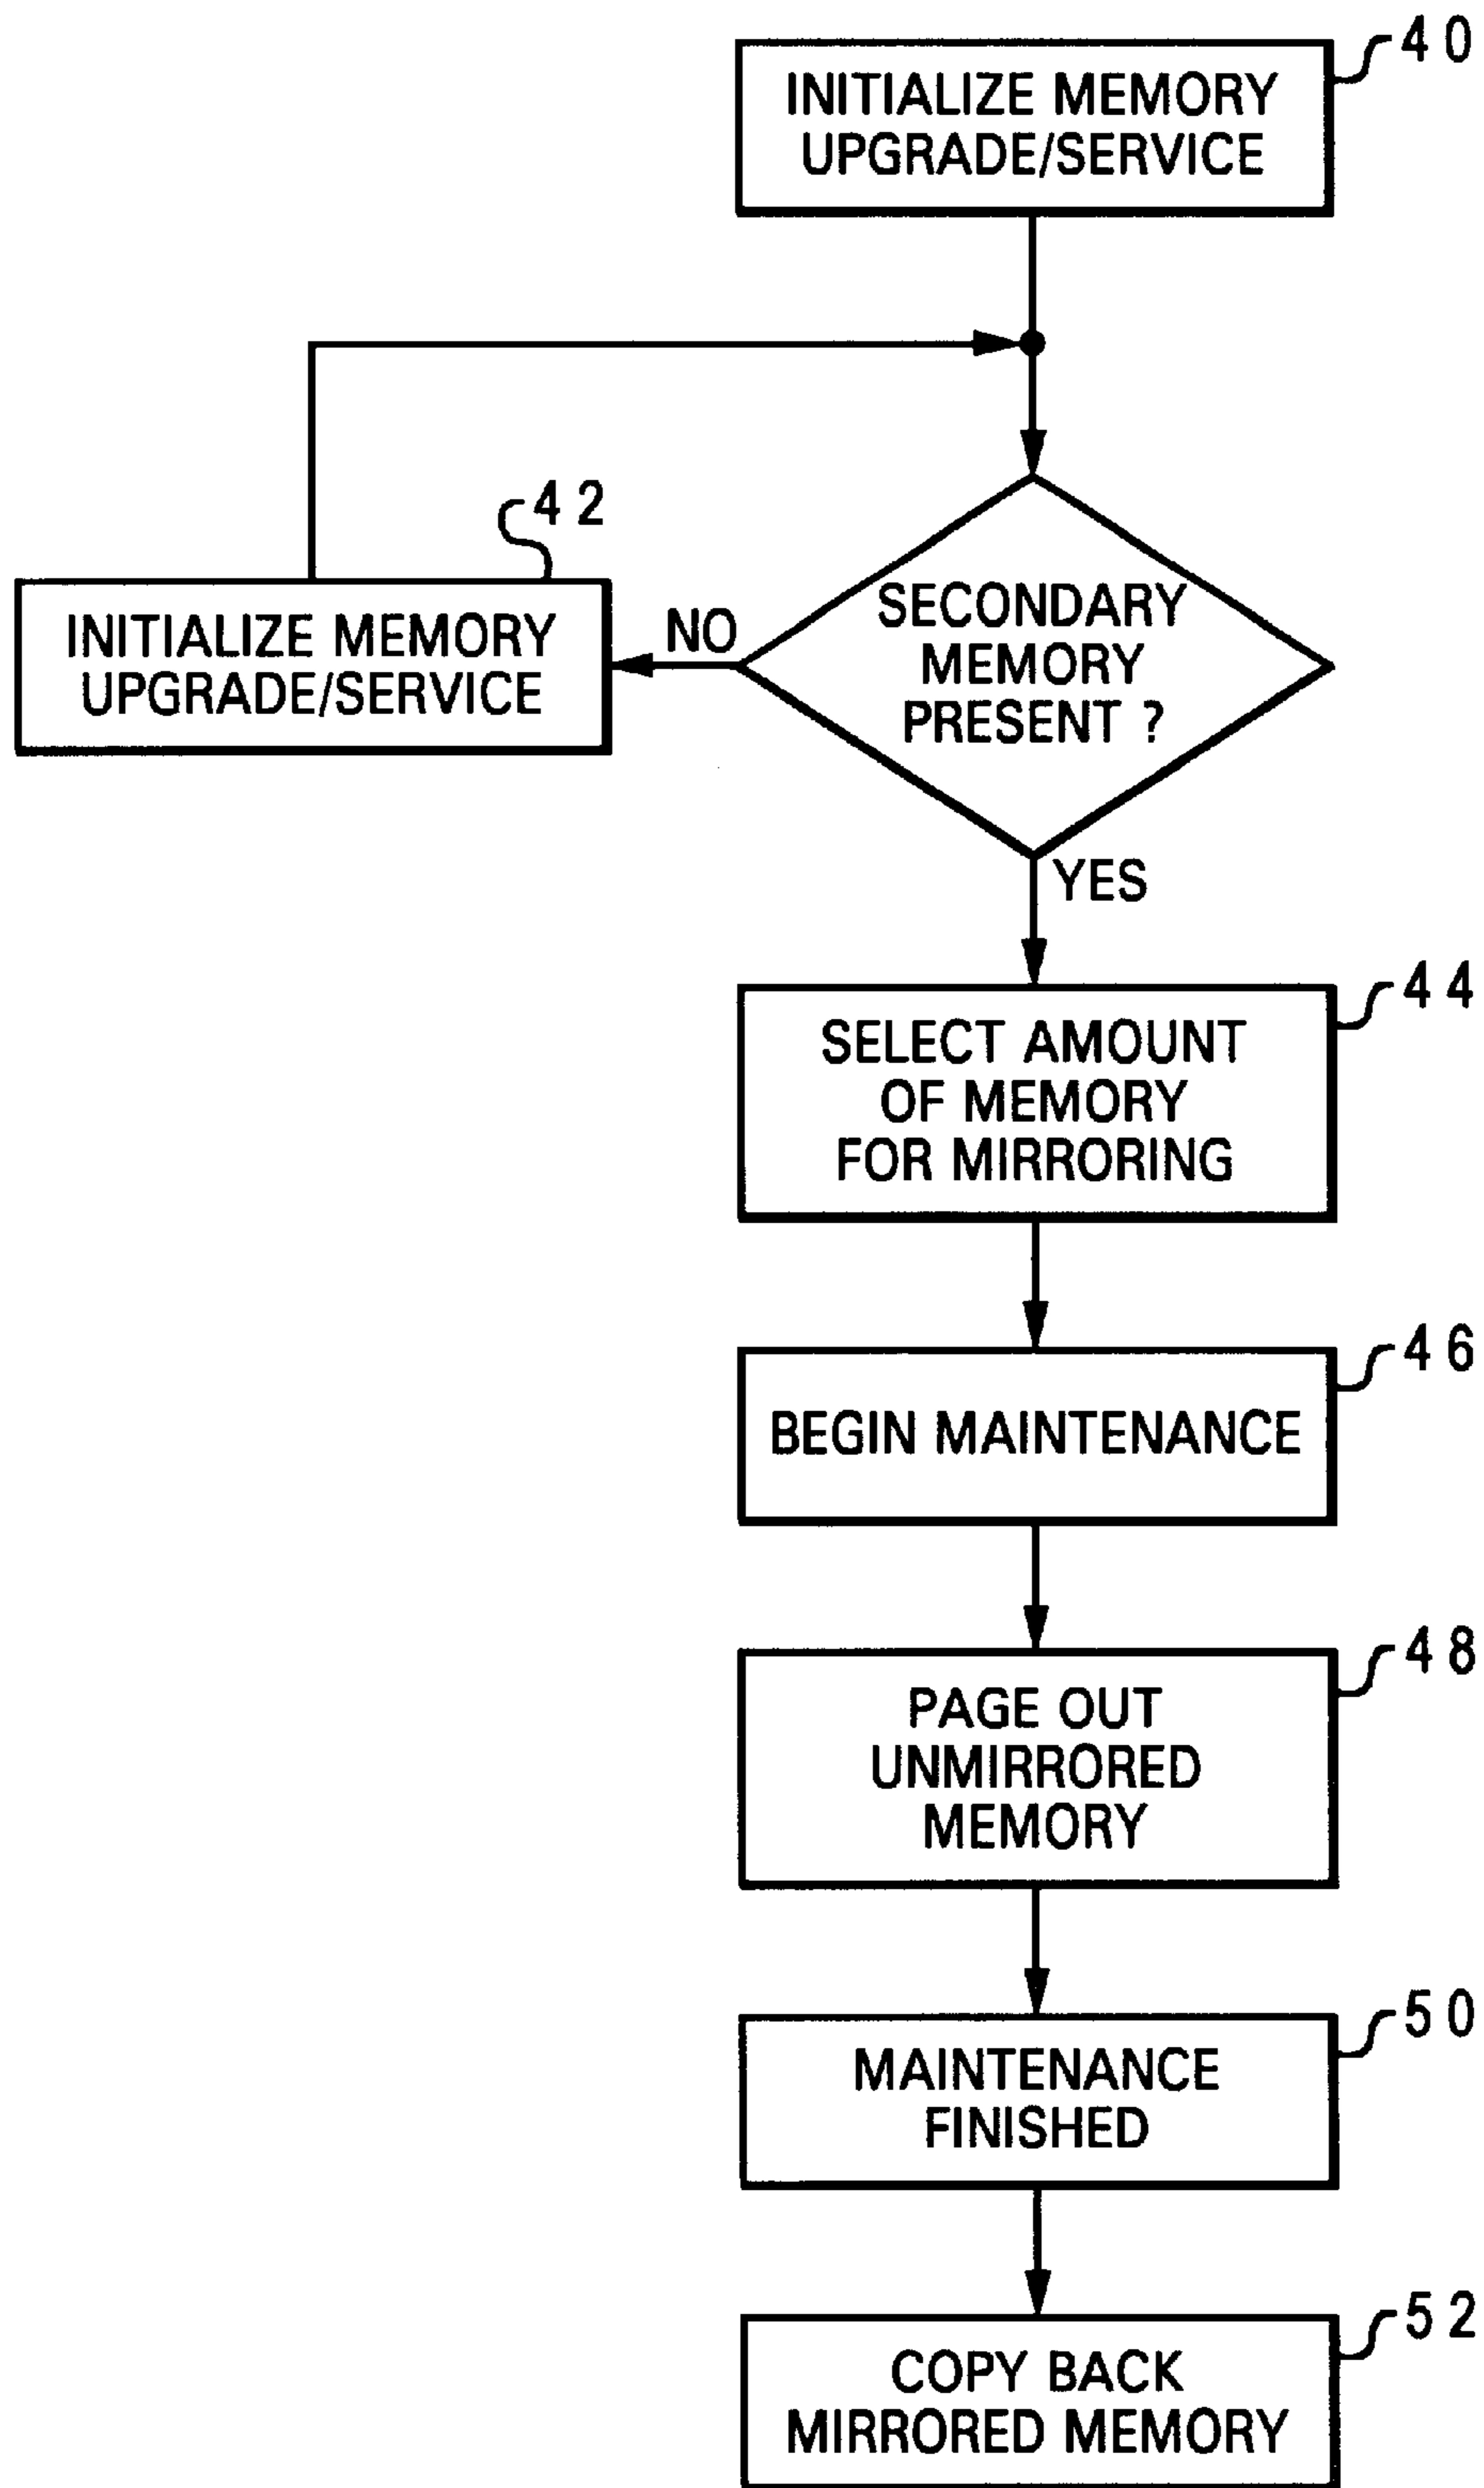 40
INITIALIZE MEMORY
UPGRADE/SERVICE
42
INITIALIZE MEMORY
UPGRADE/SERVICE
NO
SECONDARY
MEMORY
PRESENT ?
YES
44
SELECT AMOUNT
OF MEMORY
FOR MIRRORING
46
BEGIN MAINTENANCE
48
PAGE OUT
UNMIRRORED
MEMORY
50
MAINTENANCE
FINISHED
52
COPY BACK
MIRRORED MEMORY